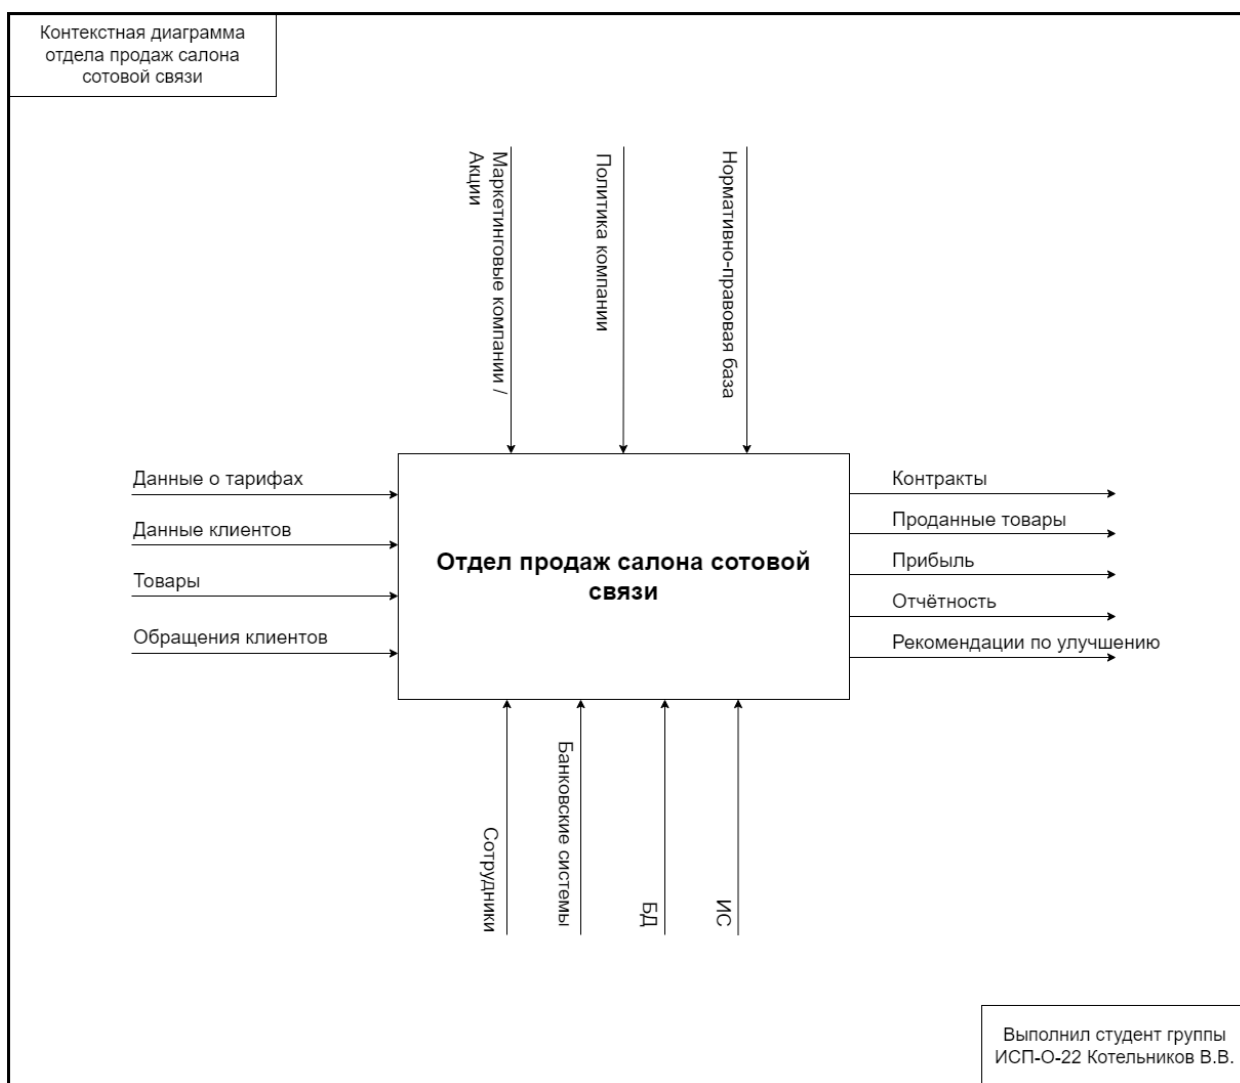 Контекстная диаграмма
отдела продаж салона
сотовой связи
Маркетинговые компании /
Акции
Политика компании
Нормативно-правовая база
Данные о тарифах
Данные клиентов
Товары
Обращения клиентов
Отдел продаж салона сотовой
связи
Контракты
Проданные товары
Прибыль
Отчётность
Рекомендации по улучшению
Сотрудники
Банковские системы
БД
ИС
Выполнил студент группы
ИСП-О-22 Котельников В.В.